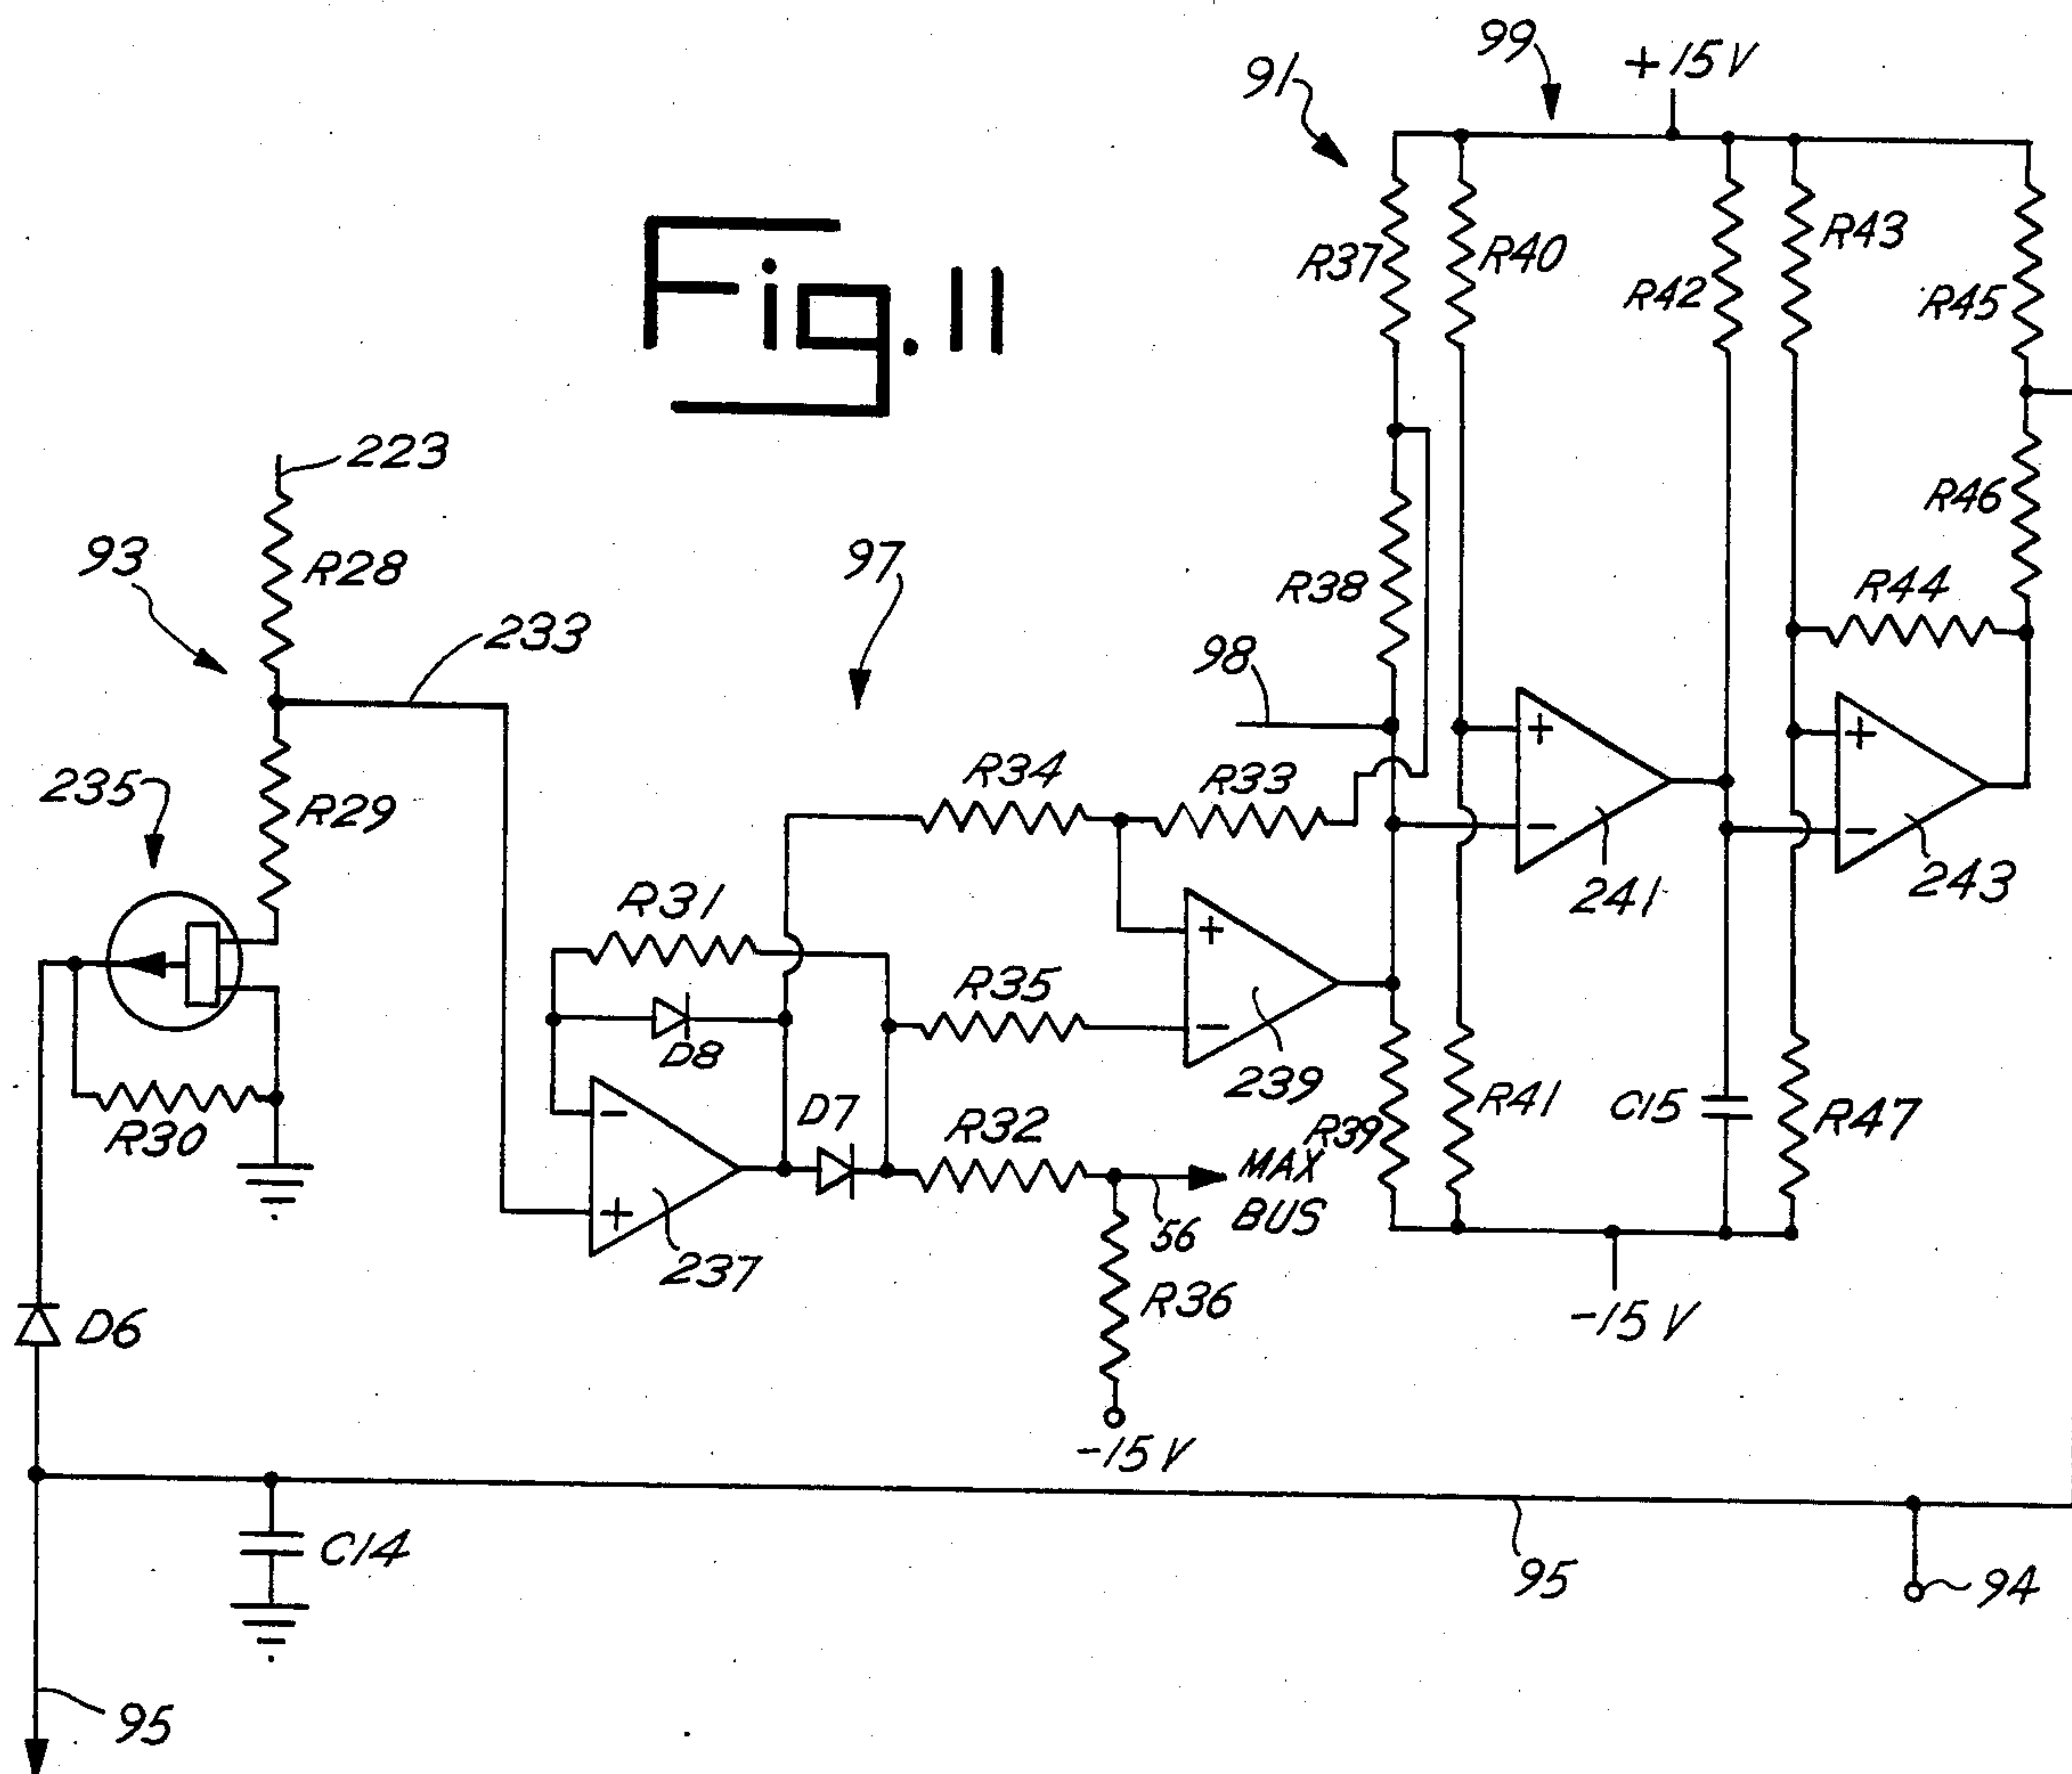 99
+15V
91
Fig. 11
R37
R40
R42
R43
R45
223
R46
93
R28
97
R38
R44
233
98
235
R29
R34
R33
+
+
−
−
241
243
R31
R35
+
−
D8
239
R30
−
+
D7
R32
R39
R41
C15
R47
MAX
BUS
56
237
R36
−15V
D6
−15V
C14
95
94
95